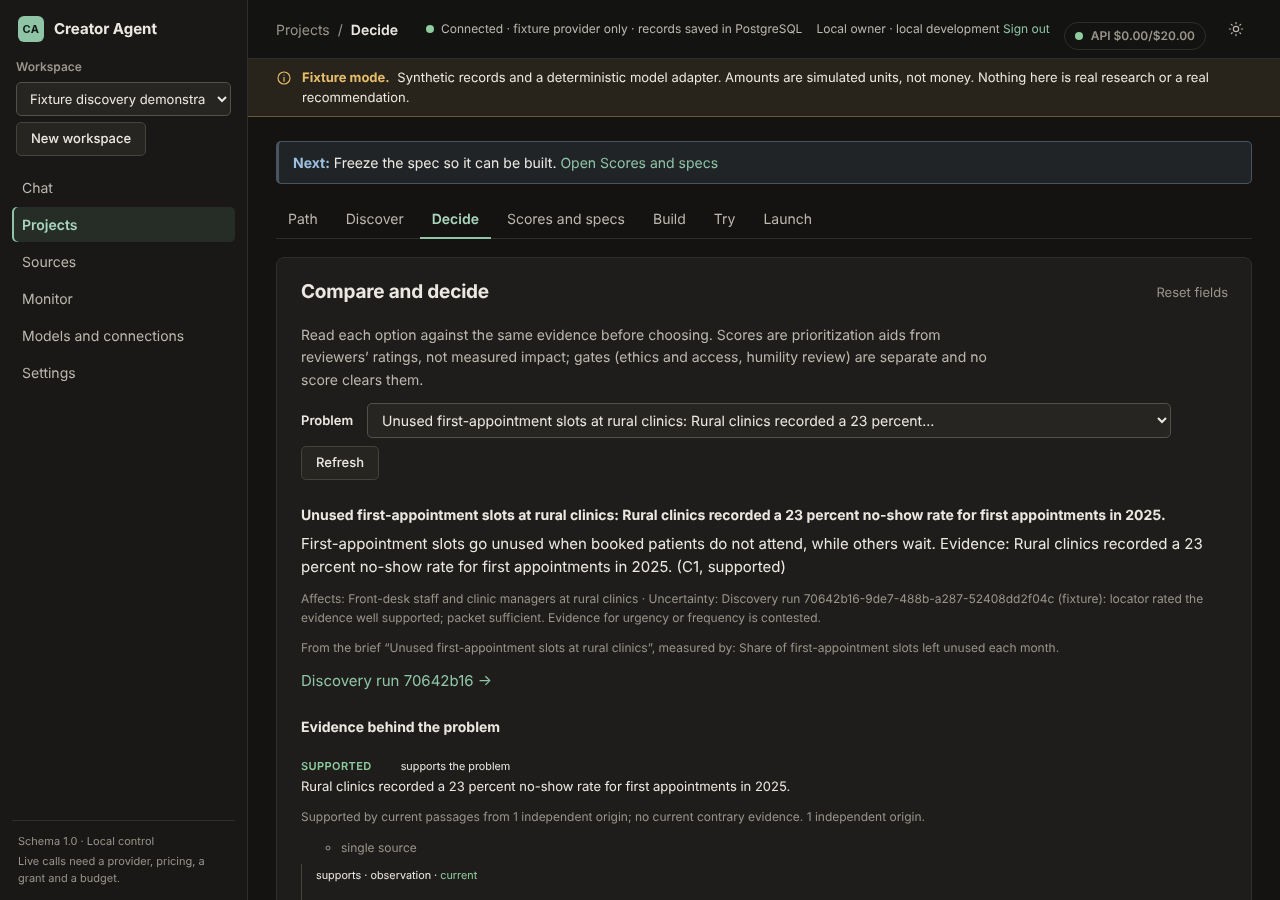 CA Creator Agent
Workspace
Fixture discovery demonstra
New workspace
Chat
Projects
Sources
Monitor
Models and connections
Settings
Schema 1.0 · Local control
Live calls need a provider, pricing, a
grant and a budget.
Projects / Decide
Connected · fixture provider only · records saved in PostgreSQL
Local owner · local development Sign out
API $0.00/$20.00
Fixture mode. Synthetic records and a deterministic model adapter. Amounts are simulated units, not money. Nothing here is real research or a real
recommendation.
Next: Freeze the spec so it can be built. Open Scores and specs
Path Discover Decide Scores and specs Build Try Launch
Compare and decide
Reset fields
Read each option against the same evidence before choosing. Scores are prioritization aids from
reviewers’ ratings, not measured impact; gates (ethics and access, humility review) are separate and no
score clears them.
Problem Unused first-appointment slots at rural clinics: Rural clinics recorded a 23 percent...
Refresh
Unused first-appointment slots at rural clinics: Rural clinics recorded a 23 percent no-show rate for first appointments in 2025.
First-appointment slots go unused when booked patients do not attend, while others wait. Evidence: Rural clinics recorded a 23
percent no-show rate for first appointments in 2025. (C1, supported)
Affects: Front-desk staff and clinic managers at rural clinics · Uncertainty: Discovery run 70642b16-9de7-488b-a287-52408dd2f04c (fixture): locator rated the
evidence well supported; packet sufficient. Evidence for urgency or frequency is contested.
From the brief “Unused first-appointment slots at rural clinics”, measured by: Share of first-appointment slots left unused each month.
Discovery run 70642b16 →
Evidence behind the problem
SUPPORTED supports the problem
Rural clinics recorded a 23 percent no-show rate for first appointments in 2025.
Supported by current passages from 1 independent origin; no current contrary evidence. 1 independent origin.
single source
supports · observation · current